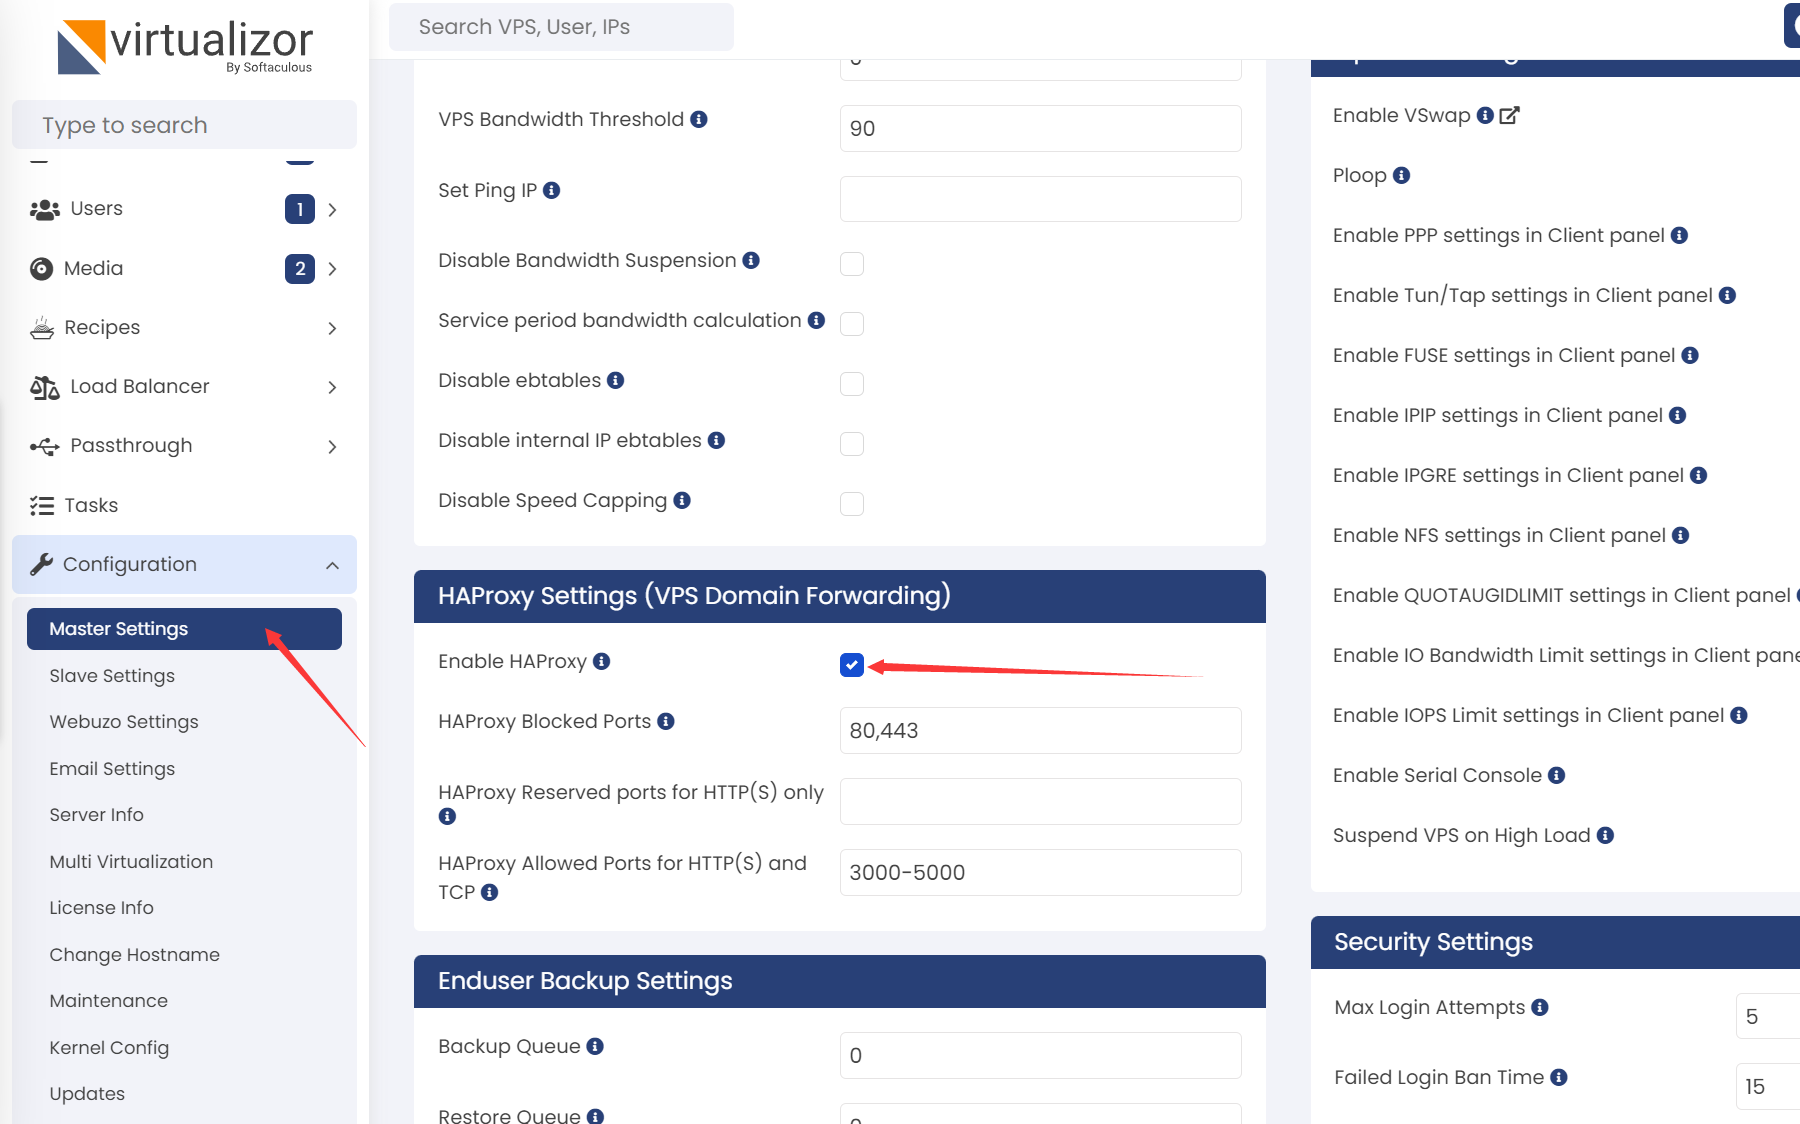 virtualizor
By Softaculous
Search VPS, User, IPs
Type to search
Users
1
Media
2
Recipes
Load Balancer
Passthrough
Tasks
Configuration
Master Settings
Slave Settings
Webuzo Settings
Email Settings
Server Info
Multi Virtualization
License Info
Change Hostname
Maintenance
Kernel Config
Updates
VPS Bandwidth Threshold
90
Set Ping IP
Disable Bandwidth Suspension
Service period bandwidth calculation
Disable ebtables
Disable internal IP ebtables
Disable Speed Capping
HAProxy Settings (VPS Domain Forwarding)
Enable HAProxy
HAProxy Blocked Ports
80,443
HAProxy Reserved ports for HTTP(S) only
HAProxy Allowed Ports for HTTP(S) and
TCP
3000-5000
Enduser Backup Settings
Backup Queue
0
Restore Queue
Enable VSwap
Ploop
Enable PPP settings in Client panel
Enable Tun/Tap settings in Client panel
Enable FUSE settings in Client panel
Enable IPIP settings in Client panel
Enable IPGRE settings in Client panel
Enable NFS settings in Client panel
Enable QUOTAUGIDLIMIT settings in Client panel
Enable IO Bandwidth Limit settings in Client pane
Enable IOPS Limit settings in Client panel
Enable Serial Console
Suspend VPS on High Load
Security Settings
Max Login Attempts
5
Failed Login Ban Time
15